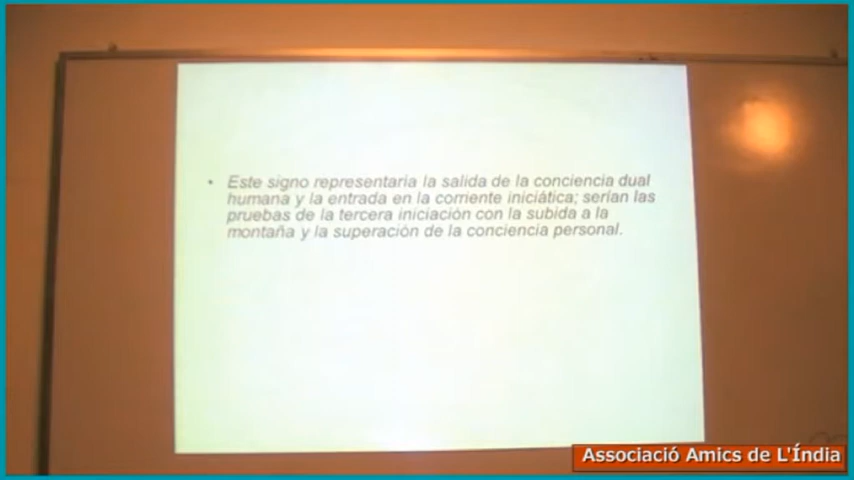 • Este signo representaría la salida de la conciencia dual
humana y la entrada en la corriente iniciática; serían las
pruebas de la tercera iniciación con la subida a la
montaña y la superación de la conciencia personal.
Associació Amics de L'Índia